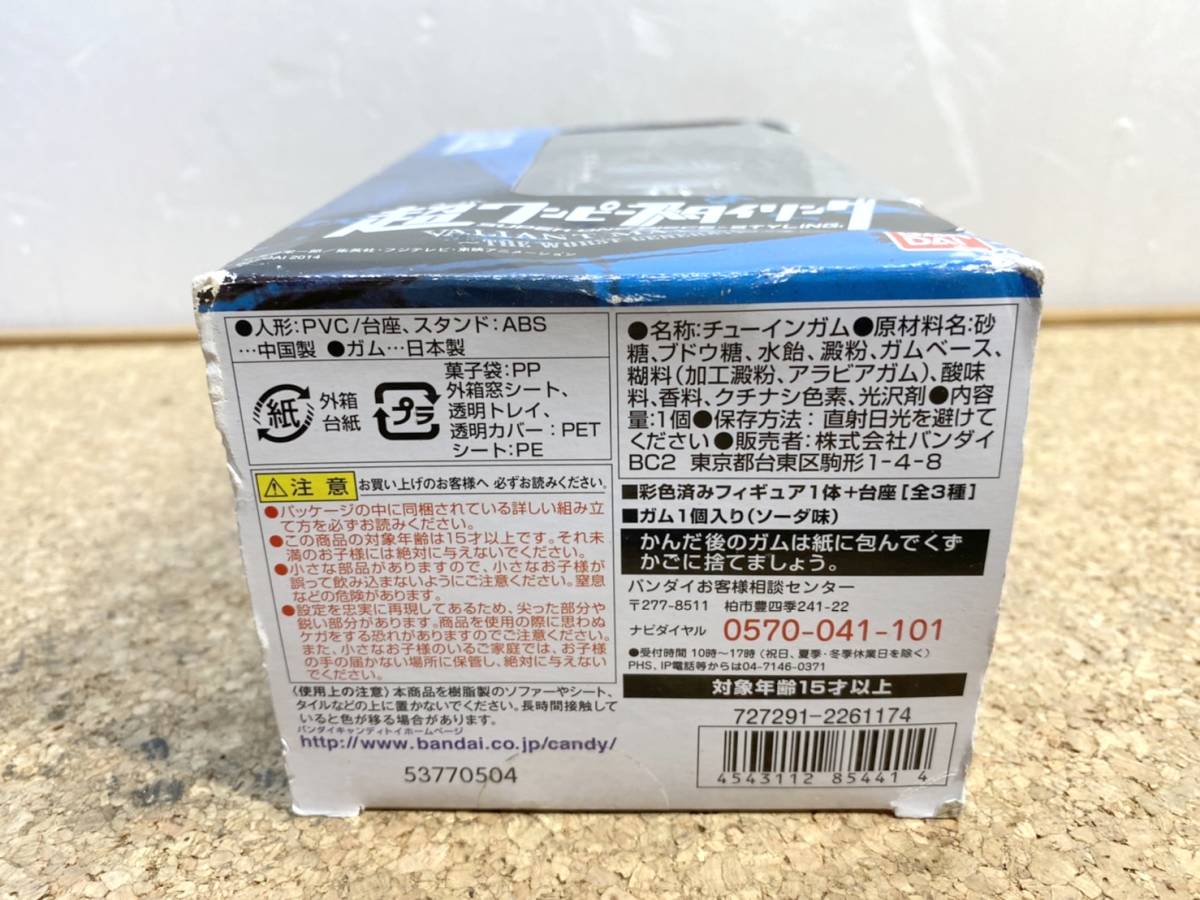 VALIANT
STYLING.
THE WORST
集英社・フジテレビ・東映アニメーション
2014
●人形:PVC/台座、スタンド:ABS
…中国製 ●ガム…日本製
紙
外箱
台紙
プラ
菓子袋:PP
外箱窓シート、
透明トレイ、
透明カバー:PET
シート:PE
注意 お買い上げのお客様へ 必ずお読みください。
●パッケージの中に同梱されている詳しい組み立
て方を必ずお読みください。
●この商品の対象年齢は15才以上です。それ未
満のお子様には絶対に与えないでください。
●小さな部品がありますので、小さなお子様が
誤って飲み込まないようにご注意ください。窒息
などの危険があります。
●設定を忠実に再現してあるため、尖った部分や
鋭い部分があります。商品を使用の際に思わぬ
ケガをする恐れがありますのでご注意ください。
また、小さなお子様のいるご家庭では、お子様
の手の届かない場所に保管し、絶対に与えない
でください。
〈使用上の注意〉本商品を樹脂製のソファーやシート、
タイルなどの上に置かないでください。長時間接触して
いると色が移る場合があります。
バンダイキャンディトイホームページ
http://www.bandai.co.jp/candy/
53770504
●名称:チューインガム●原材料名:砂
糖、ブドウ糖、水飴、澱粉、ガムベース、
糊料(加工澱粉、アラビアガム)、酸味
料、香料、クチナシ色素、光沢剤●内容
量:1個●保存方法:直射日光を避けて
ください●販売者:株式会社バンダイ
BC2 東京都台東区駒形1-4-8
■彩色済みフィギュア1体+台座[全3種]
■ガム1個入り(ソーダ味)
かんだ後のガムは紙に包んでくず
かごに捨てましょう。
バンダイお客様相談センター
〒277-8511 柏市豊四季241-22
ナビダイヤル 0570-041-101
●受付時間 10時〜17時(祝日、夏季・冬季休業日を除く)
PHS、IP電話等からは04-7146-0371
対象年齢15才以上
727291-2261174
4543112 854414